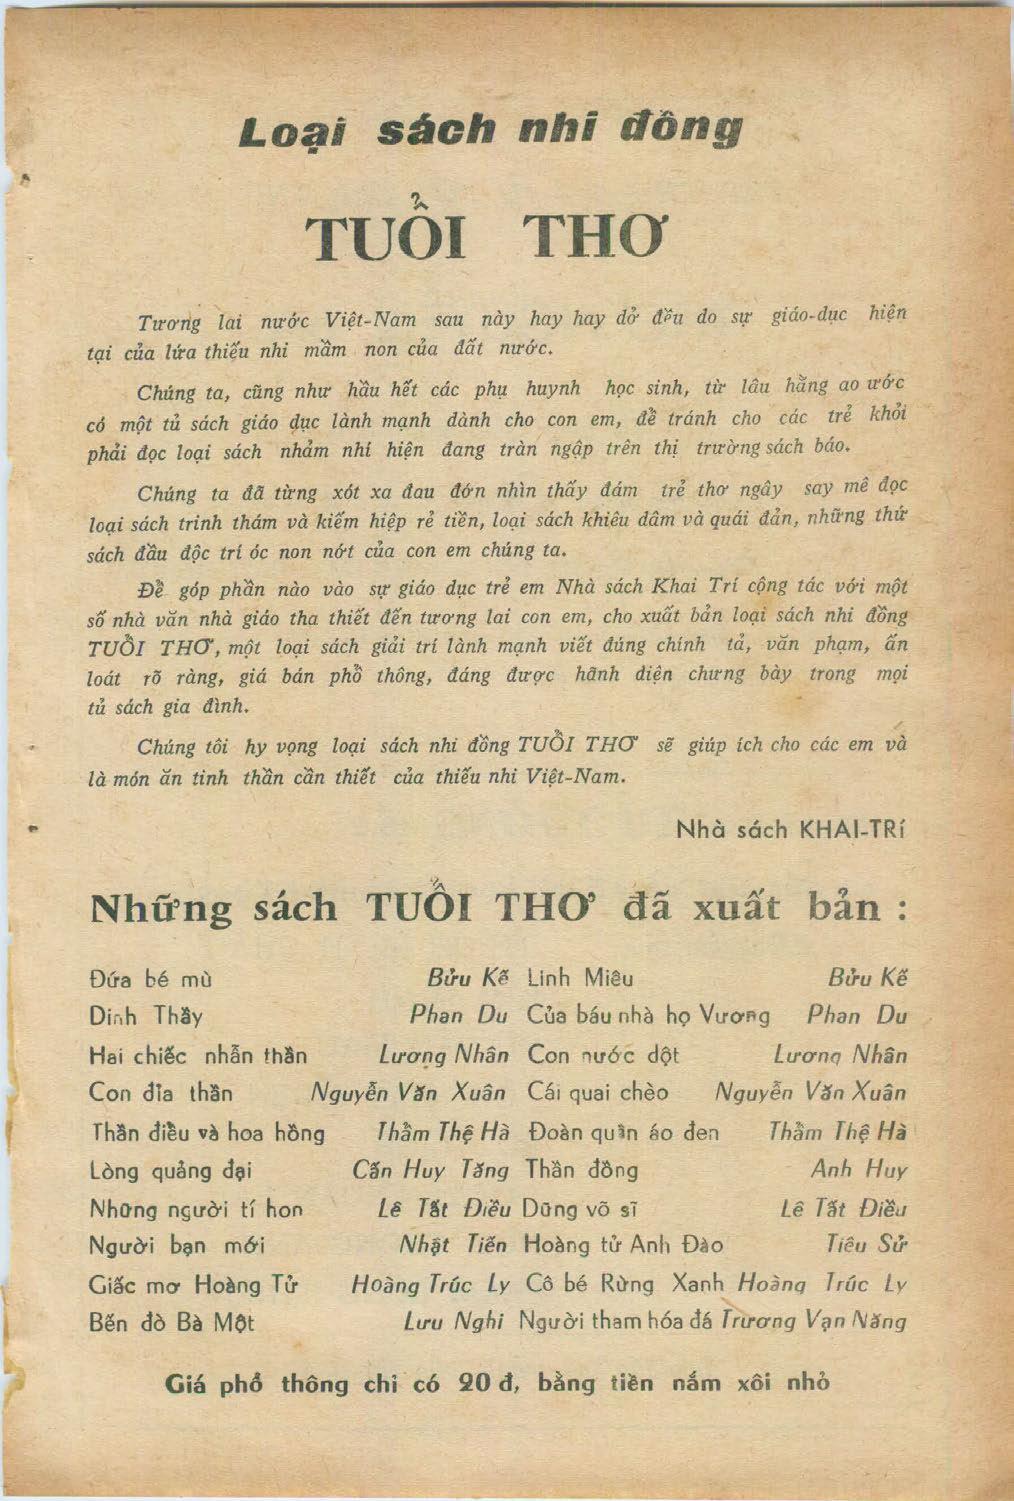 Loại sách nhi đồng
TUỔI THƠ
Tương lai nước Việt-Nam sau này hay hay dở đều do sự giáo-dục hiện
tại của lứa thiếu nhi mầm non của đất nước.
Chúng ta, cũng như hầu hết các phụ huynh học sinh, từ lâu hằng ao ước
có một tủ sách giáo dục lành mạnh dành cho con em, để tránh cho các trẻ khỏi
phải đọc loại sách nhảm nhí hiện đang tràn ngập trên thị trường sách báo.
Chúng ta đã từng xót xa đau đớn nhìn thấy đám trẻ thơ ngây say mê đọc
loại sách trinh thám và kiếm hiệp rẻ tiền, loại sách khiêu dâm và quái đản, những thứ
sách đầu độc trí óc non nớt của con em chúng ta.
Để góp phần nào vào sự giáo dục trẻ em Nhà sách Khai Trí cộng tác với một
số nhà văn nhà giáo tha thiết đến tương lai con em, cho xuất bản loại sách nhi đồng
TUỔI THƠ, một loại sách giải trí lành mạnh viết đúng chính tả, văn phạm, ấn
loát rõ ràng, giá bán phổ thông, đáng được hãnh diện chưng bày trong mọi
tủ sách gia đình.
Chúng tôi hy vọng loại sách nhi đồng TUỔI THƠ sẽ giúp ích cho các em và
là món ăn tinh thần cần thiết của thiếu nhi Việt-Nam.
Nhà sách KHAI-TRÍ
Những sách TUỔI THƠ đã xuất bản :
Đứa bé mù Bửu Kế Linh Miêu Bửu Kế
Dinh Thầy Phan Du Của báu nhà họ Vương Phan Du
Hai chiếc nhẫn thần Lương Nhân Con nước dột Lương Nhân
Con đỉa thần Nguyễn Văn Xuân Cái quai chèo Nguyễn Văn Xuân
Thần điểu và hoa hồng Thẩm Thệ Hà Đoàn quân áo đen Thẩm Thệ Hà
Lòng quảng đại Cấn Huy Tăng Thần đồng Anh Huy
Những người tí hon Lê Tất Điều Dũng võ sĩ Lê Tất Điều
Người bạn mới Nhật Tiến Hoàng tử Anh Đào Tiêu Sử
Giấc mơ Hoàng Tử Hoàng Trúc Ly Cô bé Rừng Xanh Hoàng Trúc Ly
Bến đò Bà Một Lưu Nghi Người tham hóa đá Trương Vạn Năng
Giá phổ thông chỉ có 20 đ, bằng tiền nắm xôi nhỏ